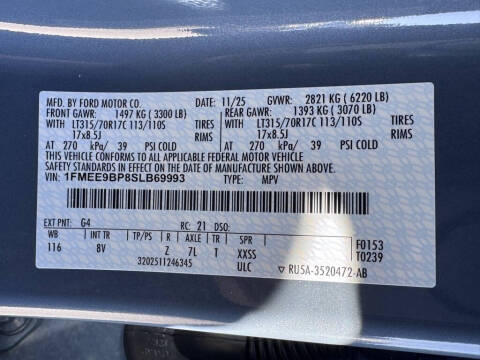 MFD. BY FORD MOTOR CO.
DATE: 11/25 GVWR: 2821 KG ( 6220 LB)
FRONT GAWR: 1497 KG ( 3300 LB) REAR GAWR: 1393 KG ( 3070 LB)
WITH LT315/70R17C 113/110S TIRES WITH LT315/70R17C 113/110S TIRES
17x8.5J RIMS 17x8.5J RIMS
AT 270 kPa/ 39 PSI COLD AT 270 kPa/ 39 PSI COLD
THIS VEHICLE CONFORMS TO ALL APPLICABLE FEDERAL MOTOR VEHICLE
SAFETY STANDARDS IN EFFECT ON THE DATE OF MANUFACTURE SHOWN ABOVE.
VIN: 1FMEE9BP8SLB69993 TYPE: MPV
EXT PNT: G4 RC: 21 DSO: F0153
WB INT TR TP/PS R AXLE TR SPR T0239
116 8V Z 7L T XXSS
3202511246345 ULC RU5A-3520472-AB